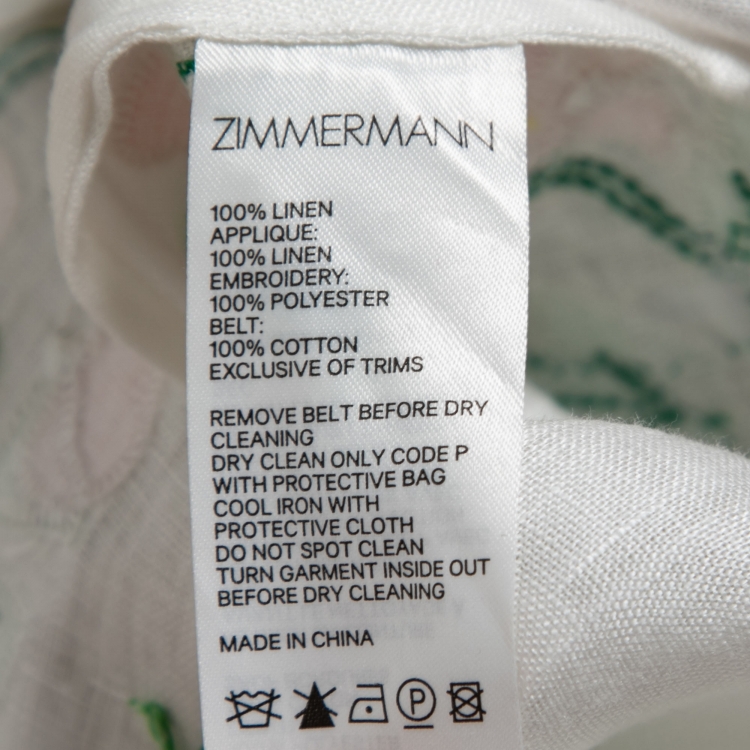 ZIMMERMANN
100% LINEN
APPLIQUE:
100% LINEN
EMBROIDERY:
100% POLYESTER
BELT:
100% COTTON
EXCLUSIVE OF TRIMS
REMOVE BELT BEFORE DRY
CLEANING
DRY CLEAN ONLY CODE P
WITH PROTECTIVE BAG
COOL IRON WITH
PROTECTIVE CLOTH
DO NOT SPOT CLEAN
TURN GARMENT INSIDE OUT
BEFORE DRY CLEANING
MADE IN CHINA
P